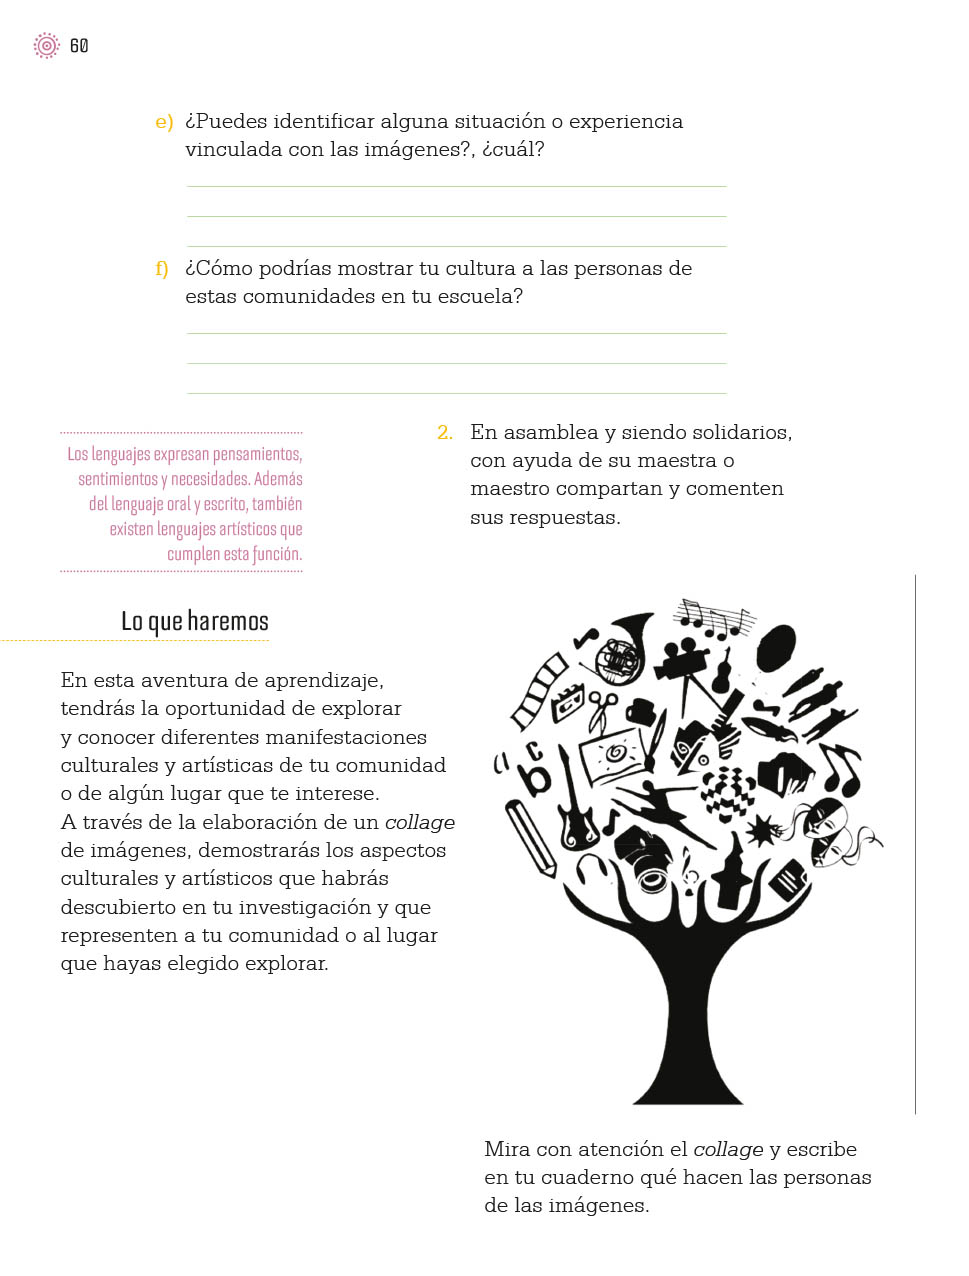 60
e) ¿Puedes identificar alguna situación o experiencia
vinculada con las imágenes?, ¿cuál?
f) ¿Cómo podrías mostrar tu cultura a las personas de
estas comunidades en tu escuela?
2. En asamblea y siendo solidarios,
con ayuda de su maestra o
maestro compartan y comenten
sus respuestas.
Los lenguajes expresan pensamientos,
sentimientos y necesidades. Además
del lenguaje oral y escrito, también
existen lenguajes artísticos que
cumplen esta función.
Lo que haremos
En esta aventura de aprendizaje,
tendrás la oportunidad de explorar
y conocer diferentes manifestaciones
culturales y artísticas de tu comunidad
o de algún lugar que te interese.
A través de la elaboración de un collage
de imágenes, demostrarás los aspectos
culturales y artísticos que habrás
descubierto en tu investigación y que
representen a tu comunidad o al lugar
que hayas elegido explorar.
c
b
Mira con atención el collage y escribe
en tu cuaderno qué hacen las personas
de las imágenes.